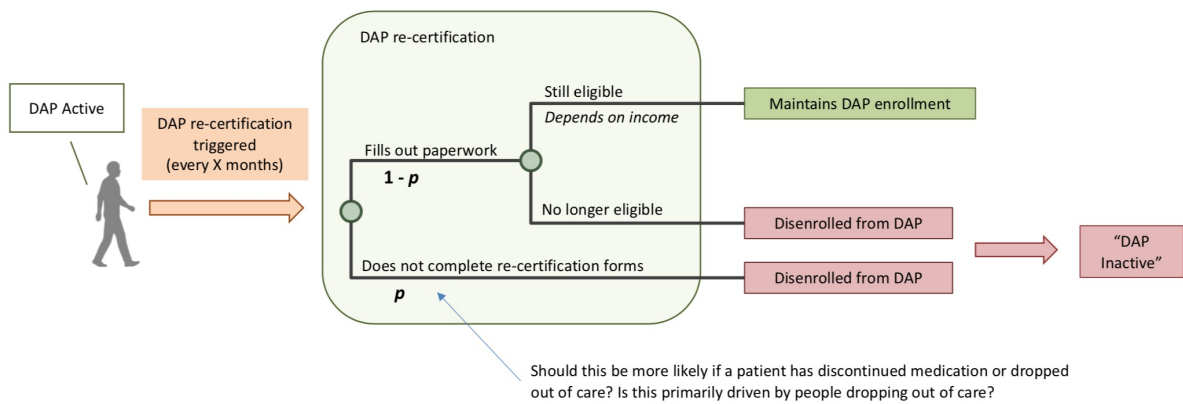 DAP re-certification
DAP Active
DAP re-certification
triggered
(every X months)
Still eligible
Depends on income
Maintains DAP enrollment
Fills out paperwork
1 - p
No longer eligible
Disenrolled from DAP
"DAP
Inactive"
Does not complete re-certification forms
p
Disenrolled from DAP
Should this be more likely if a patient has discontinued medication or dropped
out of care? Is this primarily driven by people dropping out of care?